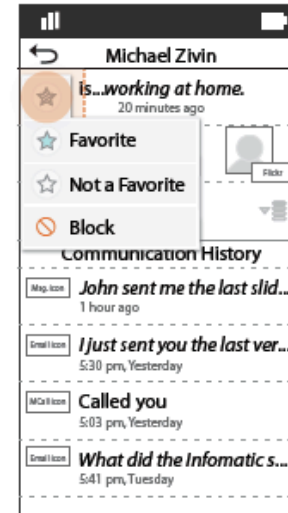 Michael Zivin
is...working at home.
20 minutes ago
Favorite
Not a Favorite
Block
Flickr
Communication History
Msg. Icon
John sent me the last slid...
1 hour ago
Email Icon
I just sent you the last ver...
5:30 pm, Yesterday
MCall Icon
Called you
5:03 pm, Yesterday
Email Icon
What did the Informatic s...
5:41 pm, Tuesday